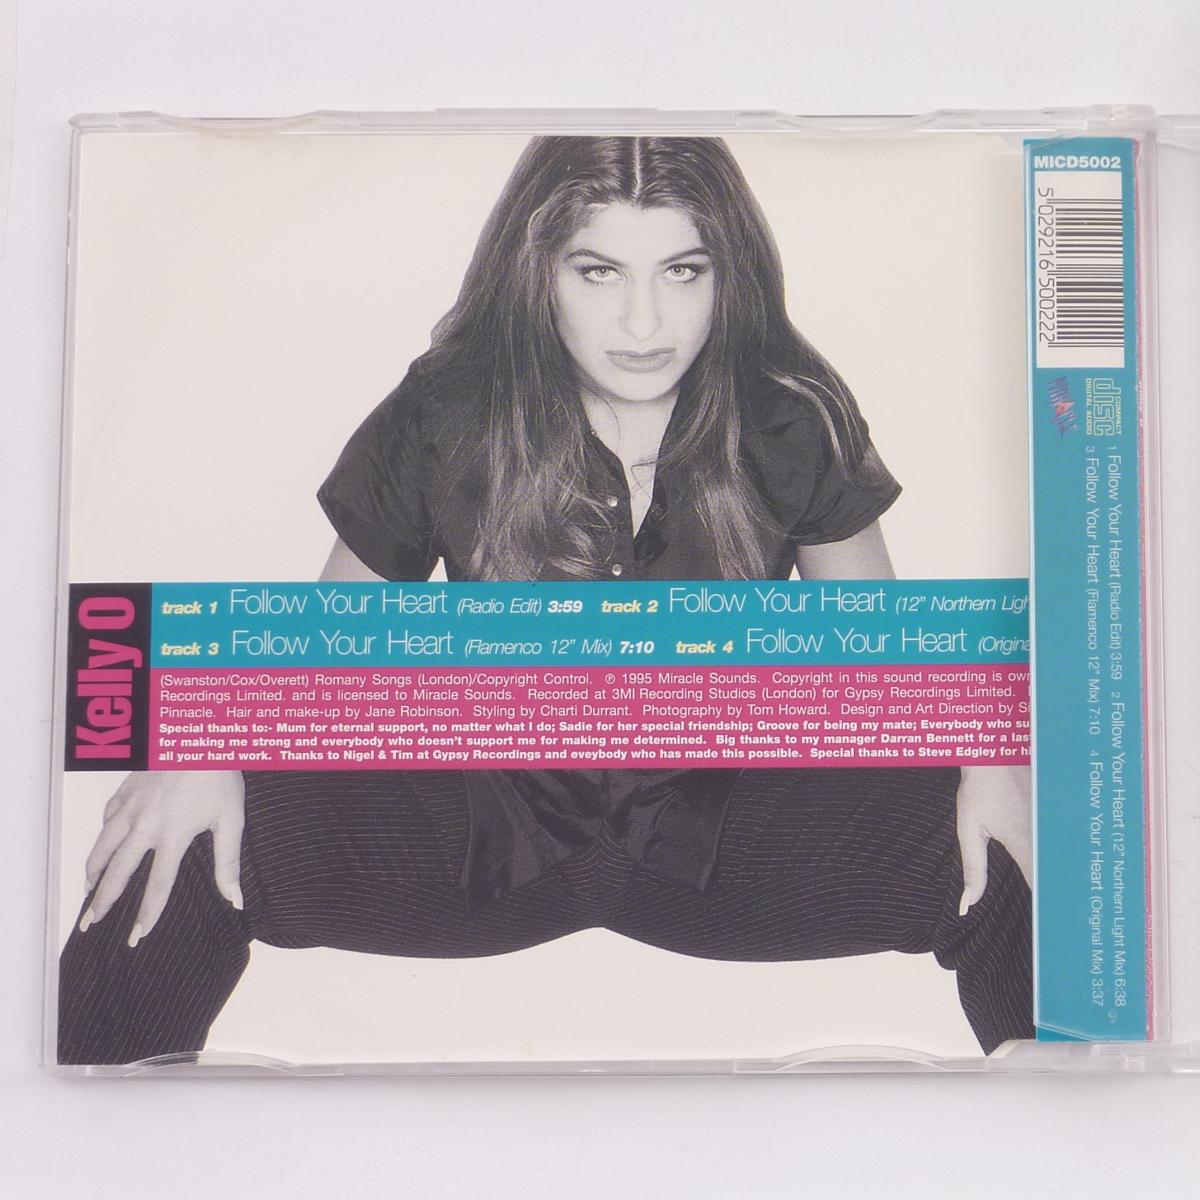 Kelly O
track 1 Follow Your Heart (Radio Edit) 3:59 track 2 Follow Your Heart (12" Northern Ligh
track 3 Follow Your Heart (Flamenco 12" Mix) 7:10 track 4 Follow Your Heart (Origina
(Swanston/Cox/Overett) Romany Songs (London)/Copyright Control. ℗ 1995 Miracle Sounds. Copyright in this sound recording is own
Recordings Limited. and is licensed to Miracle Sounds. Recorded at 3MI Recording Studios (London) for Gypsy Recordings Limited.
Pinnacle. Hair and make-up by Jane Robinson. Styling by Charti Durrant. Photography by Tom Howard. Design and Art Direction by Si
Special thanks to:- Mum for eternal support, no matter what I do; Sadie for her special friendship; Groove for being my mate; Everybody who su
for making me strong and everybody who doesn't support me for making me determined. Big thanks to my manager Darran Bennett for a las
all your hard work. Thanks to Nigel & Tim at Gypsy Recordings and eveybody who has made this possible. Special thanks to Steve Edgley for hi
MICD5002
5 029216 500222
COMPACT
disc
DIGITAL AUDIO
MIRACLE
1 Follow Your Heart (Radio Edit) 3:59 2 Follow Your Heart (12" Northern Light Mix) 6:38
3 Follow Your Heart (Flamenco 12" Mix) 7:10 4 Follow Your Heart (Original Mix) 3:37